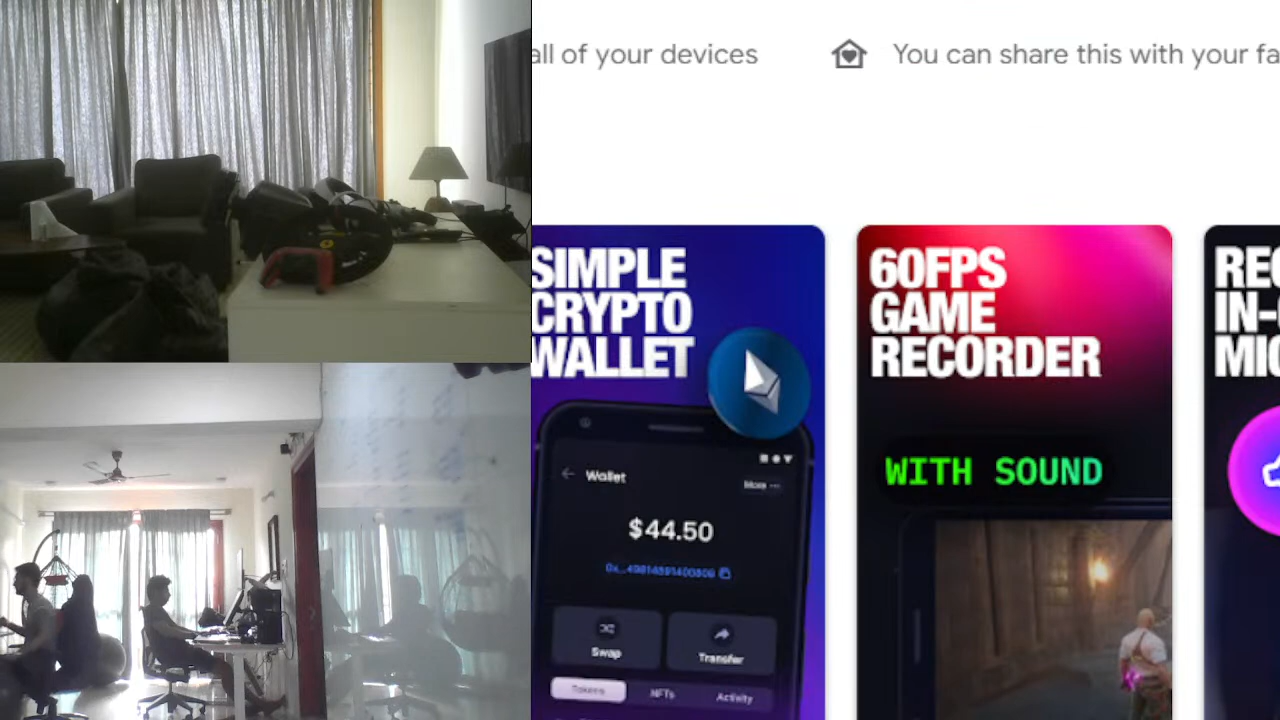 all of your devices
You can share this with your fa
SIMPLE
CRYPTO
WALLET
Wallet
More
$44.50
Swap
Transfer
Tokens
NFTs
Activity
60FPS
GAME
RECORDER
WITH SOUND
REC
IN-
MIC